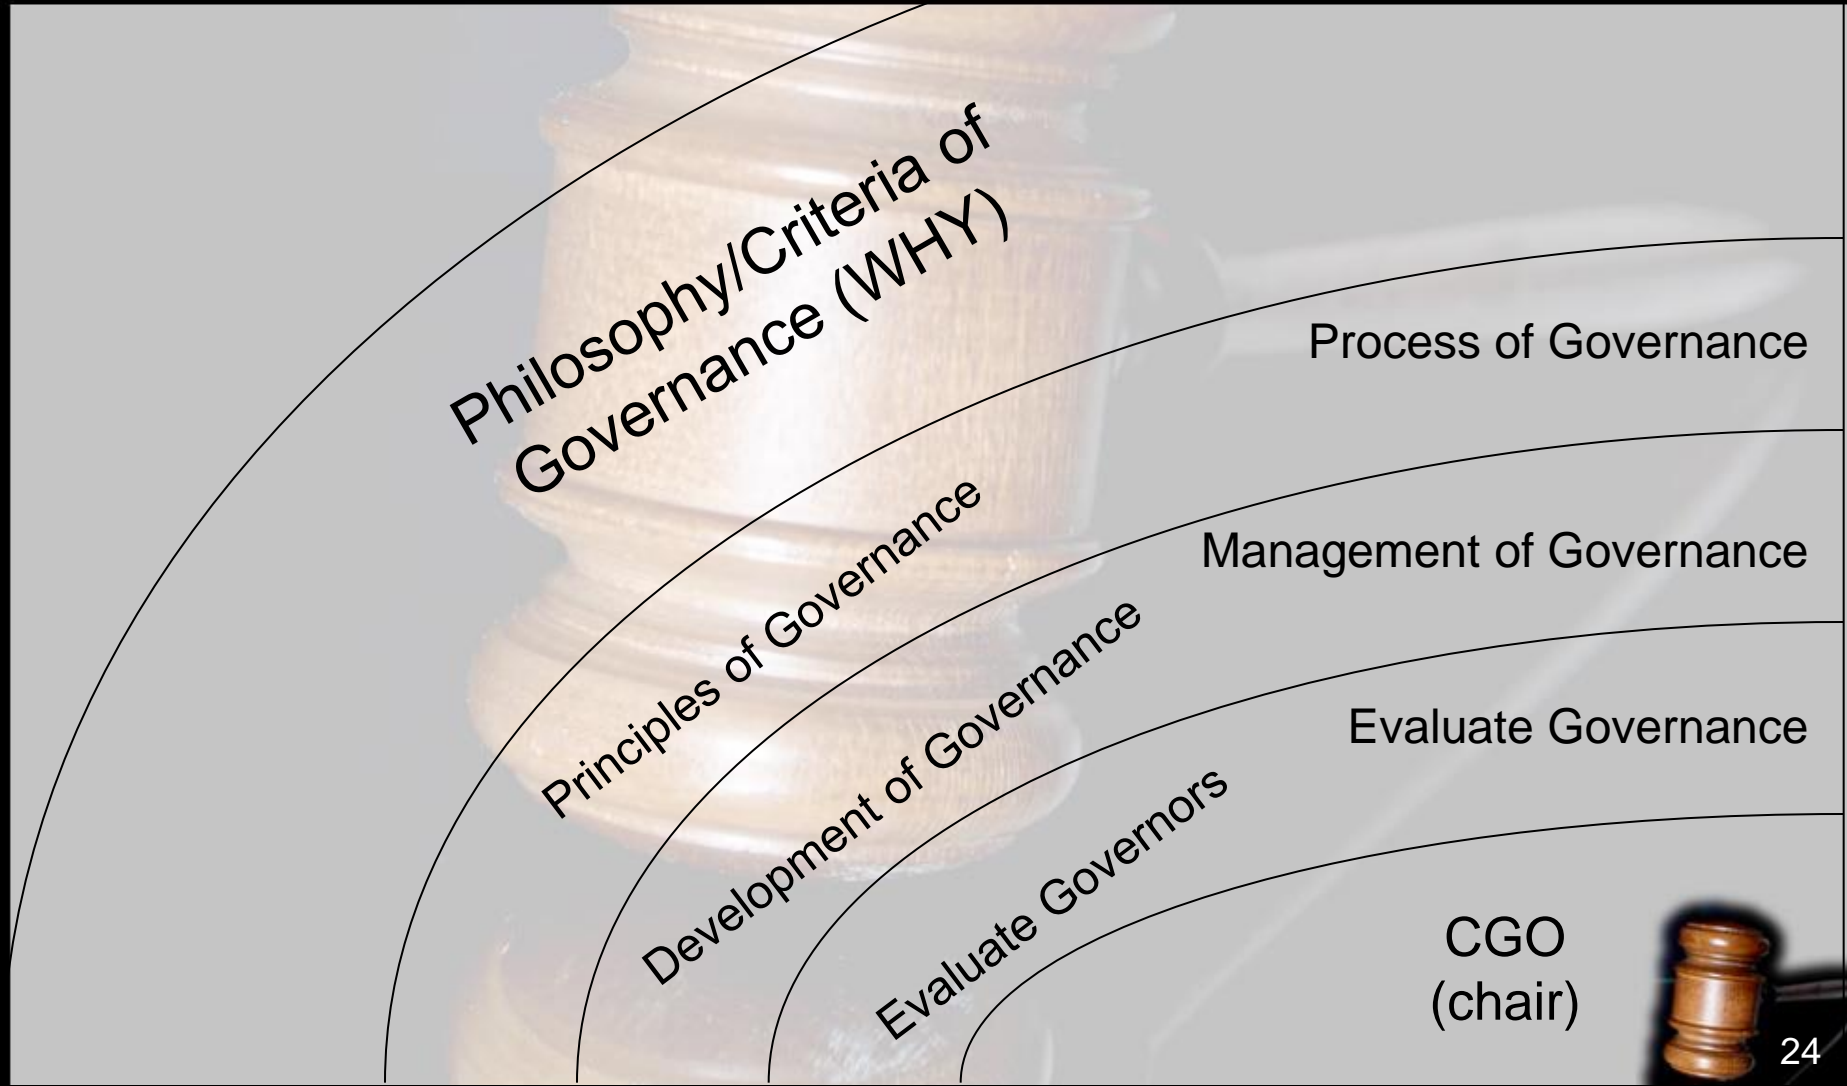 Philosophy/Criteria of
Governance (WHY)
Process of Governance
Principles of Governance
Management of Governance
Development of Governance
Evaluate Governance
Evaluate Governors
CGO
(chair)
24